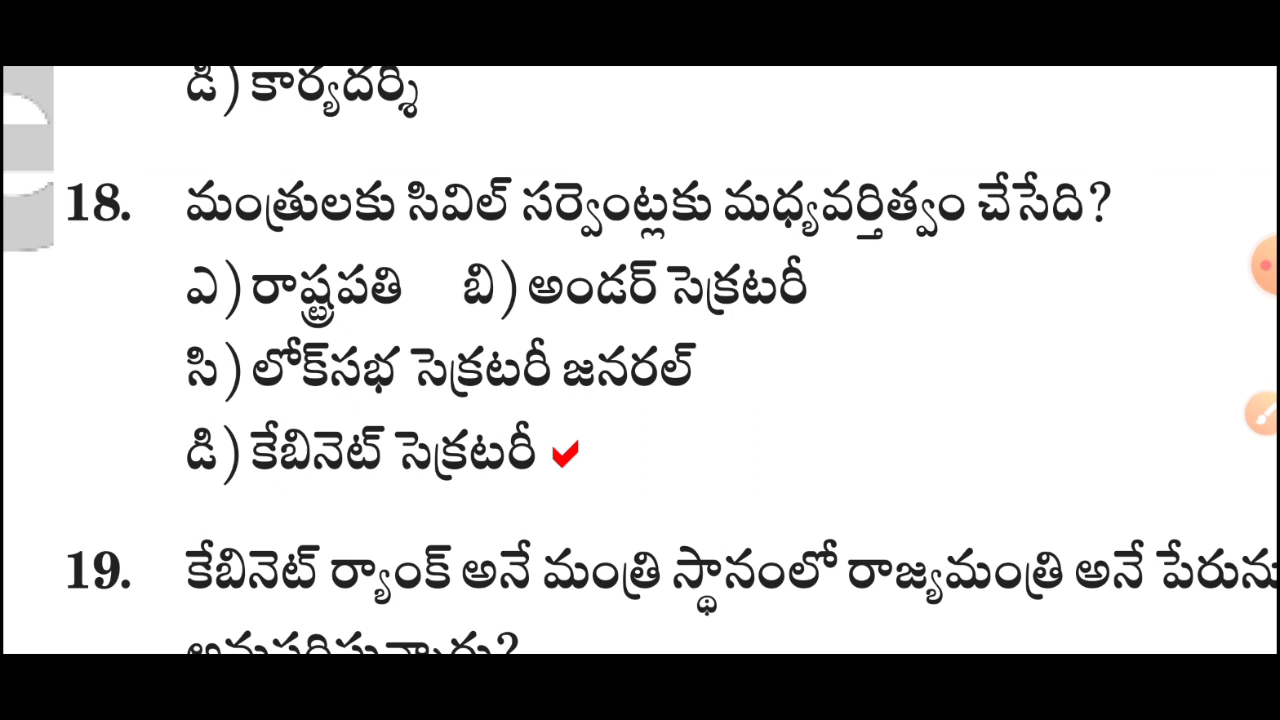 డి) కార్యదర్శి
18. మంత్రులకు సివిల్ సర్వెంట్లకు మధ్యవర్తిత్వం చేసేది?
ఎ) రాష్ట్రపతి బి) అండర్ సెక్రటరీ
సి) లోక్‌సభ సెక్రటరీ జనరల్
డి) కేబినెట్ సెక్రటరీ
19. కేబినెట్ ర్యాంక్ అనే మంత్రి స్థానంలో రాజ్యమంత్రి అనే పేరును